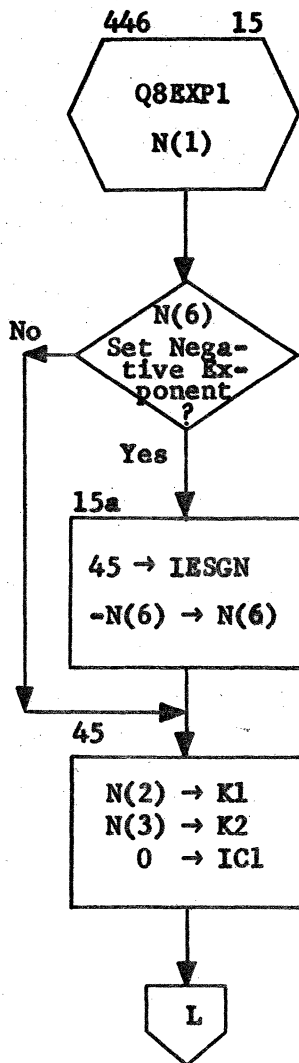 446 15
Q8EXP1
N(1)
N(6)
No
Set Nega-
tive Ex-
ponent
?
Yes
15a
45 → IESGN
-N(6) → N(6)
45
N(2) → K1
N(3) → K2
0 → IC1
L